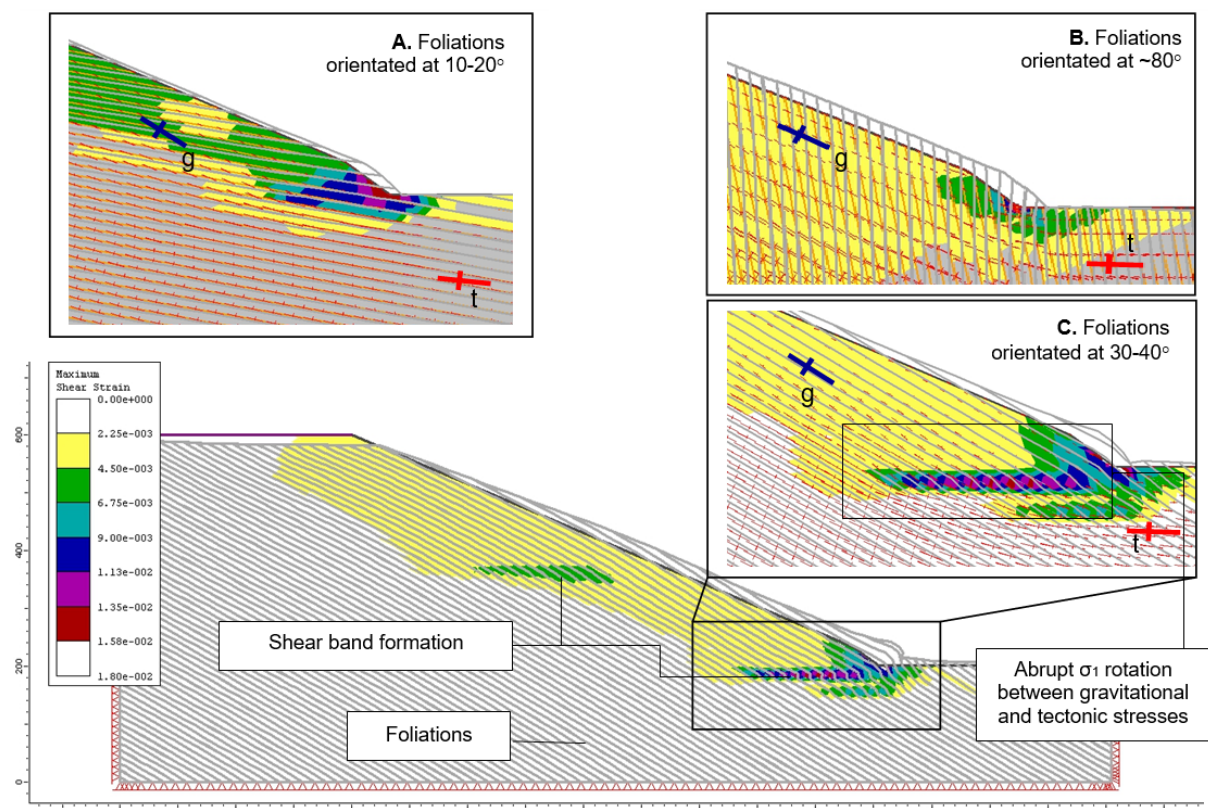 A. Foliations
orientated at 10-20°
g
t
B. Foliations
orientated at ~80°
g
t
C. Foliations
orientated at 30-40°
g
t
Maximum
Shear Strain
0.00e+000
2.25e-003
4.50e-003
6.75e-003
9.00e-003
1.13e-002
1.35e-002
1.58e-002
1.80e-002
600
400
200
0
Shear band formation
Foliations
Abrupt σ₁ rotation
between gravitational
and tectonic stresses